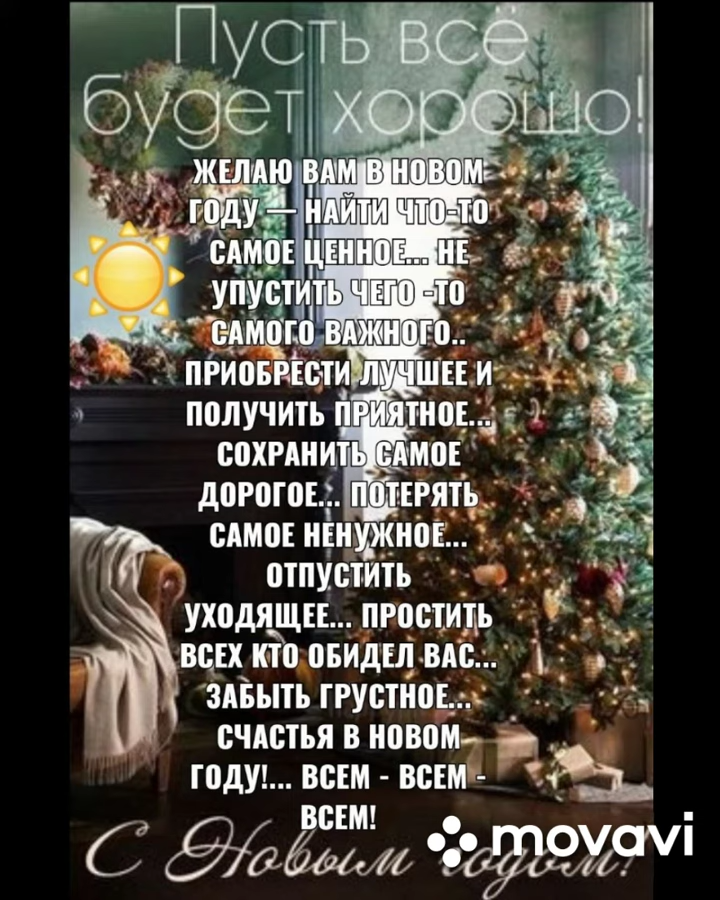 Пусть всё
будет хорошо!
ЖЕЛАЮ ВАМ В НОВОМ
ГОДУ — НАЙТИ ЧТО-ТО
САМОЕ ЦЕННОЕ... НЕ
УПУСТИТЬ ЧЕГО -ТО
САМОГО ВАЖНОГО..
ПРИОБРЕСТИ ЛУЧШЕЕ И
ПОЛУЧИТЬ ПРИЯТНОЕ...
СОХРАНИТЬ САМОЕ
ДОРОГОЕ... ПОТЕРЯТЬ
САМОЕ НЕНУЖНОЕ...
ОТПУСТИТЬ
УХОДЯЩЕЕ... ПРОСТИТЬ
ВСЕХ КТО ОБИДЕЛ ВАС...
ЗАБЫТЬ ГРУСТНОЕ...
СЧАСТЬЯ В НОВОМ
ГОДУ!... ВСЕМ - ВСЕМ -
ВСЕМ!
С Новым годом!
movavi